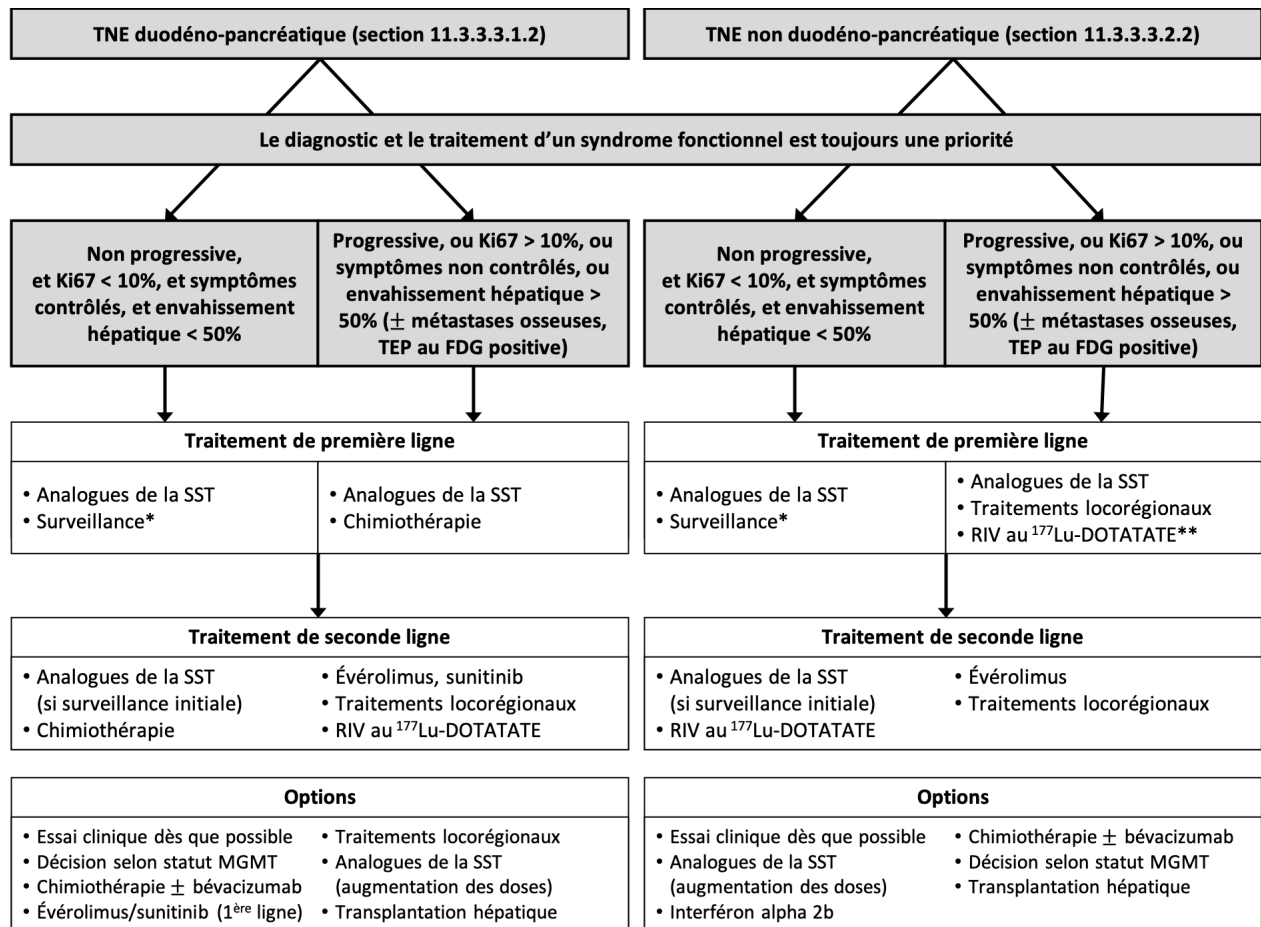 TNE duodéno-pancréatique (section 11.3.3.3.1.2)
TNE non duodéno-pancréatique (section 11.3.3.3.2.2)
Le diagnostic et le traitement d’un syndrome fonctionnel est toujours une priorité
Non progressive,
et Ki67 < 10%, et symptômes
contrôlés, et envahissement
hépatique < 50%
Progressive, ou Ki67 > 10%, ou
symptômes non contrôlés, ou
envahissement hépatique >
50% (± métastases osseuses,
TEP au FDG positive)
Non progressive,
et Ki67 < 10%, et symptômes
contrôlés, et envahissement
hépatique < 50%
Progressive, ou Ki67 > 10%, ou
symptômes non contrôlés, ou
envahissement hépatique >
50% (± métastases osseuses,
TEP au FDG positive)
Traitement de première ligne
• Analogues de la SST
• Surveillance*
• Analogues de la SST
• Chimiothérapie
Traitement de première ligne
• Analogues de la SST
• Surveillance*
• Analogues de la SST
• Traitements locorégionaux
• RIV au ¹⁷⁷Lu-DOTATATE**
Traitement de seconde ligne
• Analogues de la SST
(si surveillance initiale)
• Chimiothérapie
• Évérolimus, sunitinib
• Traitements locorégionaux
• RIV au ¹⁷⁷Lu-DOTATATE
Traitement de seconde ligne
• Analogues de la SST
(si surveillance initiale)
• RIV au ¹⁷⁷Lu-DOTATATE
• Évérolimus
• Traitements locorégionaux
Options
• Essai clinique dès que possible
• Décision selon statut MGMT
• Chimiothérapie ± bévacizumab
• Évérolimus/sunitinib (1ère ligne)
• Traitements locorégionaux
• Analogues de la SST
(augmentation des doses)
• Transplantation hépatique
Options
• Essai clinique dès que possible
• Analogues de la SST
(augmentation des doses)
• Interféron alpha 2b
• Chimiothérapie ± bévacizumab
• Décision selon statut MGMT
• Transplantation hépatique